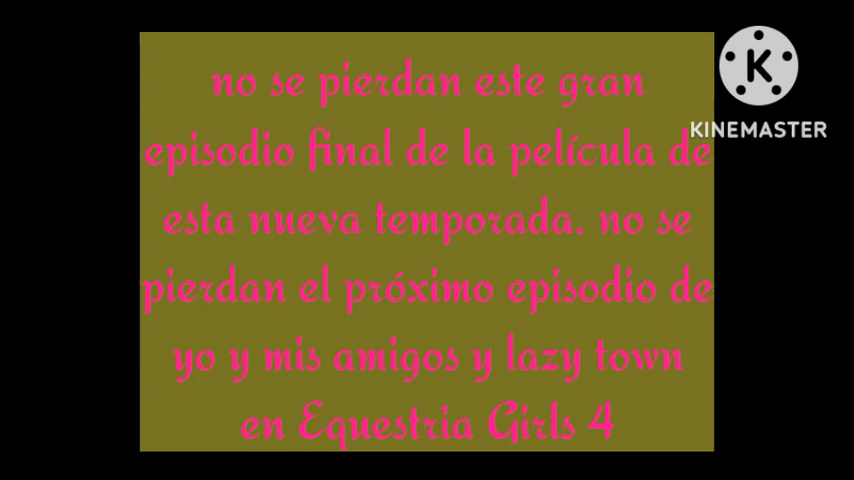 no se pierdan este gran
episodio final de la película de
esta nueva temporada. no se
pierdan el próximo episodio de
yo y mis amigos y lazy town
en Equestria Girls 4
K
KINEMASTER